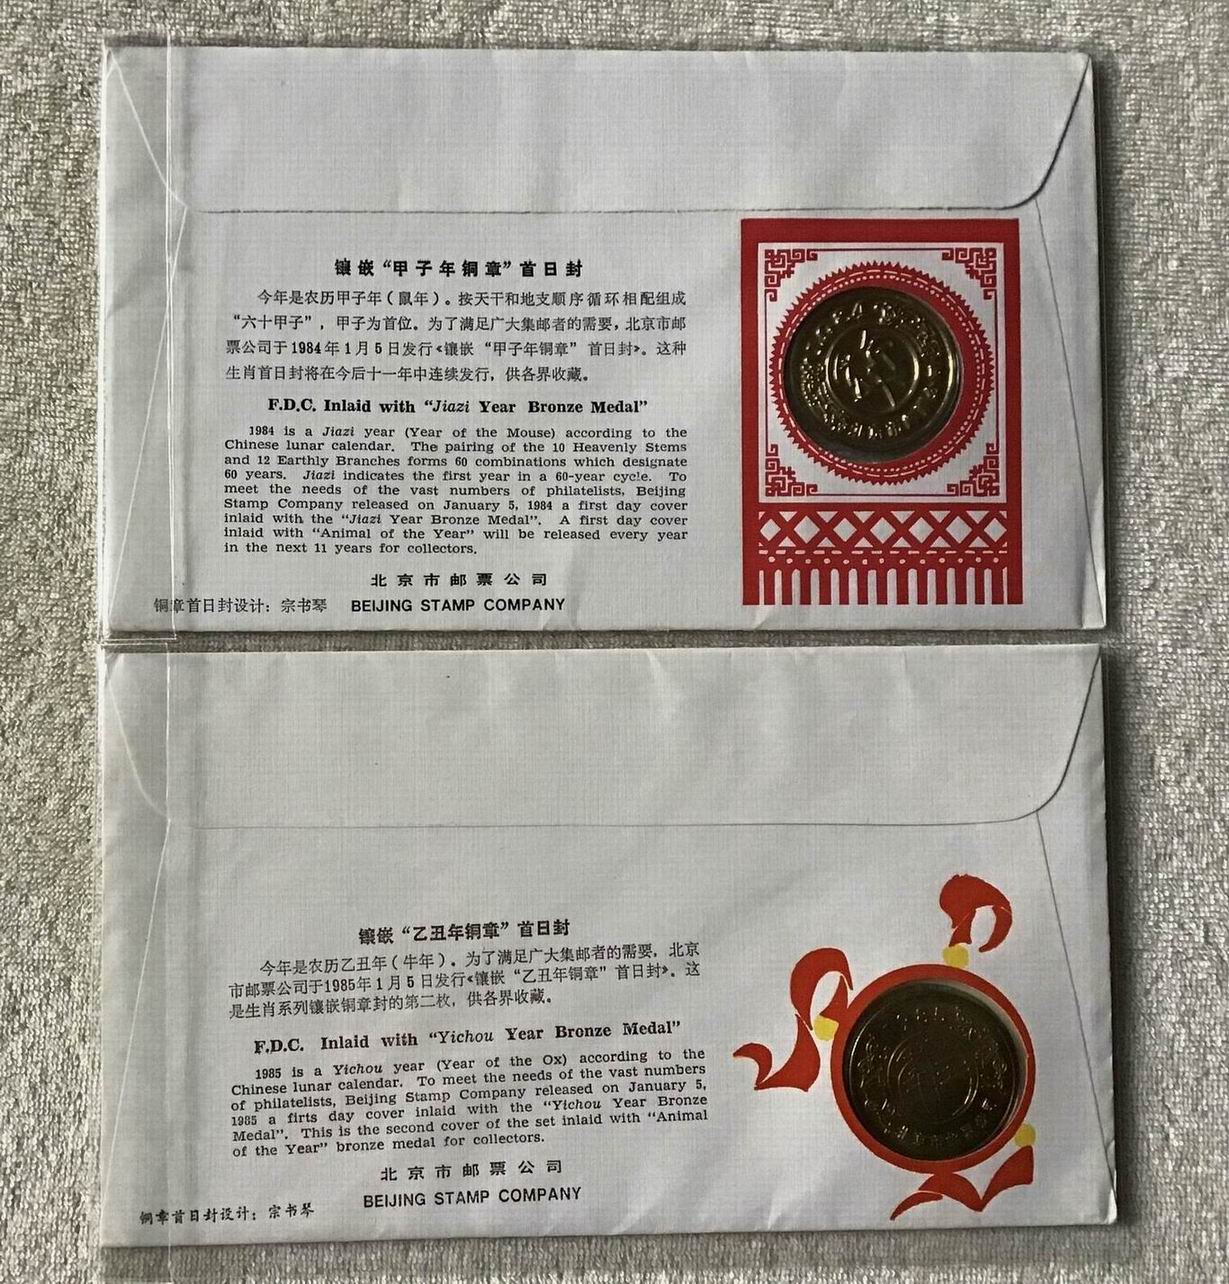 镶嵌“甲子年铜章”首日封
今年是农历甲子年（鼠年）。按天干和地支顺序循环相配组成
“六十甲子”，甲子为首位。为了满足广大集邮者的需要，北京市邮
票公司于1984年1月5日发行《镶嵌“甲子年铜章”首日封》。这种
生肖首日封将在今后十一年中连续发行，供各界收藏。
F.D.C. Inlaid with “Jiazi Year Bronze Medal”
1984 is a Jiazi year (Year of the Mouse) according to the
Chinese lunar calendar. The pairing of the 10 Heavenly Stems
and 12 Earthly Branches forms 60 combinations which designate
60 years. Jiazi indicates the first year in a 60-year cycle. To
meet the needs of the vast numbers of philatelists, Beijing
Stamp Company released on January 5, 1984 a first day cover
inlaid with the “Jiazi Year Bronze Medal”. A first day cover
inlaid with “Animal of the Year” will be released every year
in the next 11 years for collectors.
北京市邮票公司
铜章首日封设计：宗书琴 BEIJING STAMP COMPANY
1984
镶嵌“乙丑年铜章”首日封
今年是农历乙丑年（牛年）。为了满足广大集邮者的需要，北京
市邮票公司于1985年1月5日发行《镶嵌“乙丑年铜章”首日封》。这
是生肖系列镶嵌铜章封的第二枚，供各界收藏。
F.D.C. Inlaid with “Yichou Year Bronze Medal”
1985 is a Yichou year (Year of the Ox) according to the
Chinese lunar calendar. To meet the needs of the vast numbers
of philatelists, Beijing Stamp Company released on January 5,
1985 a firts day cover inlaid with the “Yichou Year Bronze
Medal”. This is the second cover of the set inlaid with “Animal
of the Year” bronze medal for collectors.
北京市邮票公司
BEIJING STAMP COMPANY
铜章首日封设计：宗书琴